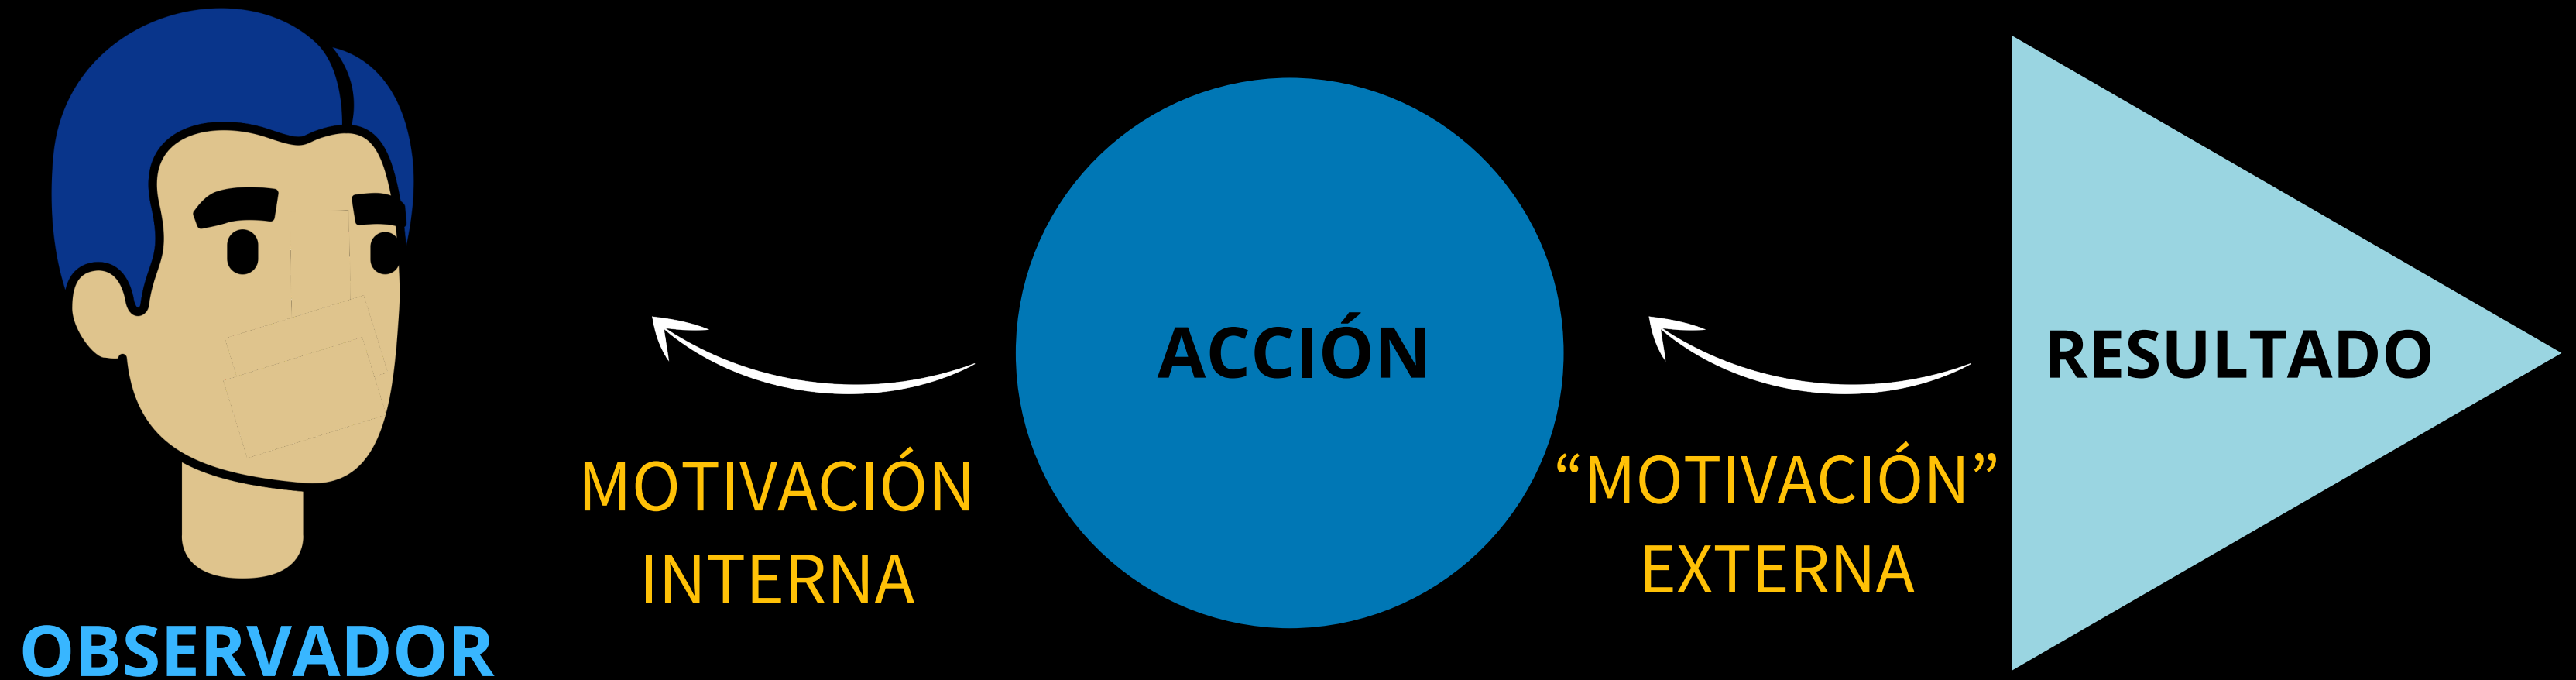 OBSERVADOR
MOTIVACIÓN
INTERNA
ACCIÓN
“MOTIVACIÓN”
EXTERNA
RESULTADO